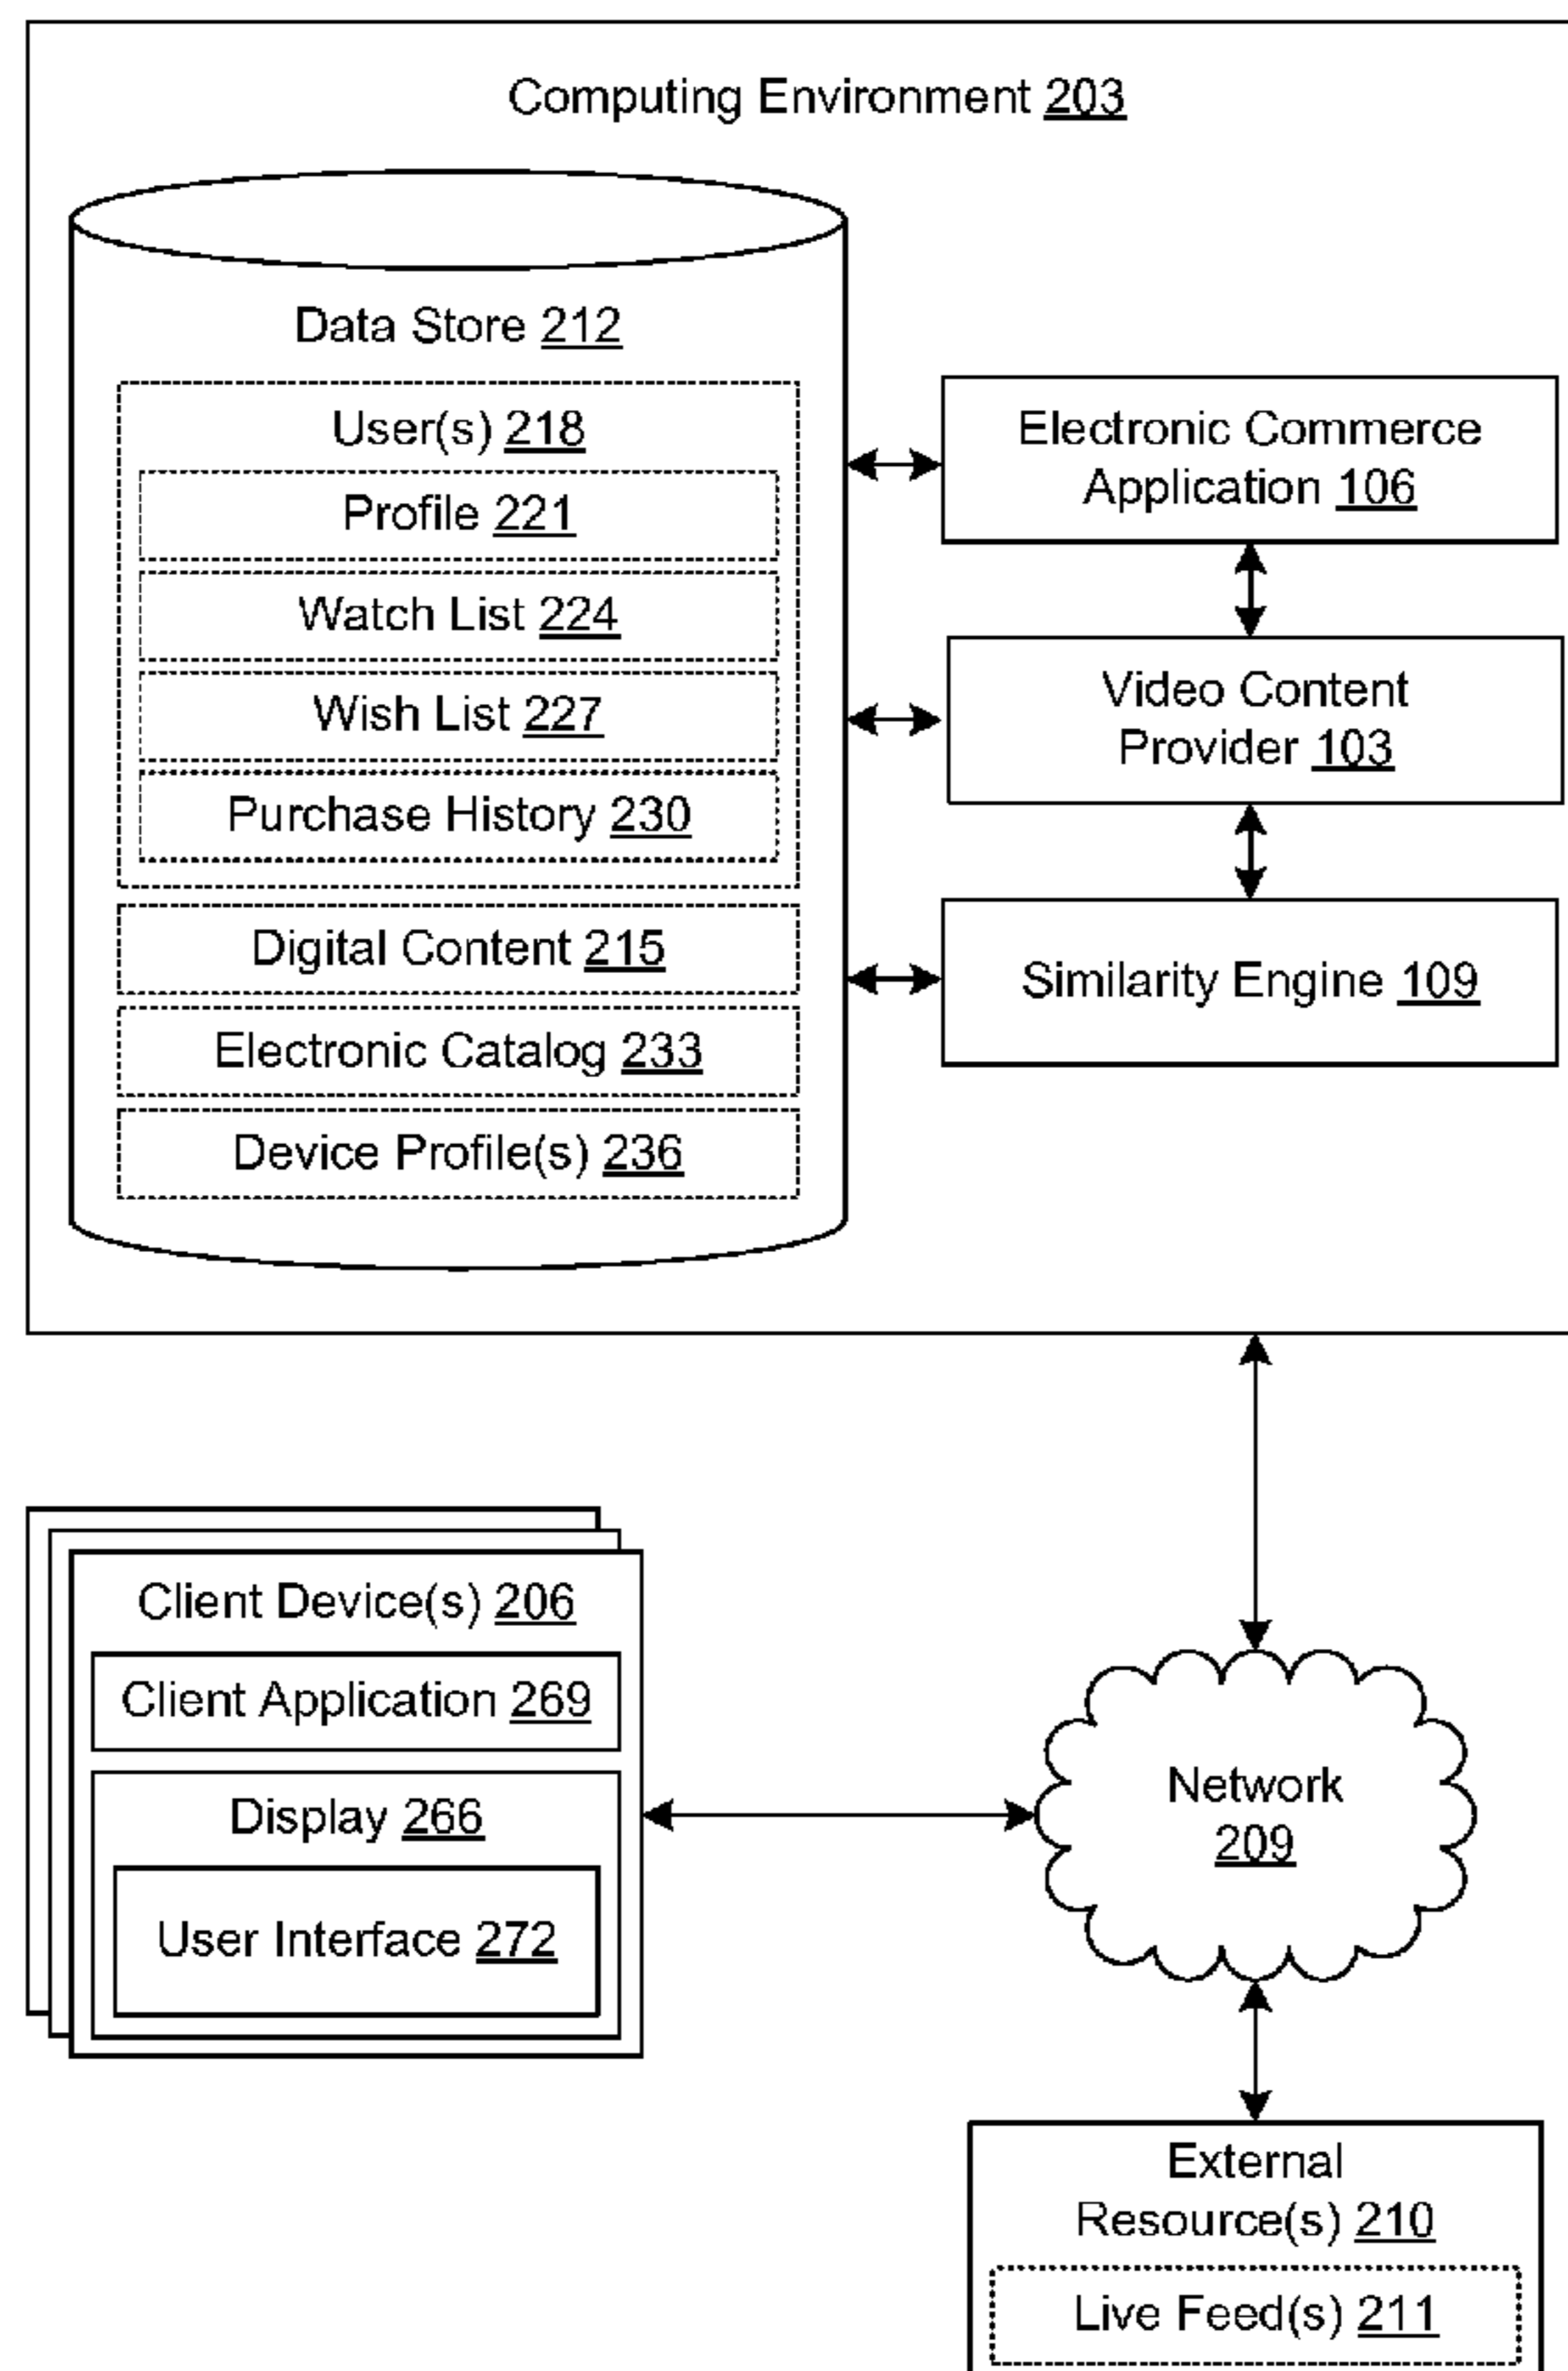 Computing Environment 203
Data Store 212
User(s) 218
Profile 221
Watch List 224
Wish List 227
Purchase History 230
Digital Content 215
Electronic Catalog 233
Device Profile(s) 236
Electronic Commerce
Application 106
Video Content
Provider 103
Similarity Engine 109
Client Device(s) 206
Client Application 269
Display 266
User Interface 272
Network
209
External
Resource(s) 210
Live Feed(s) 211